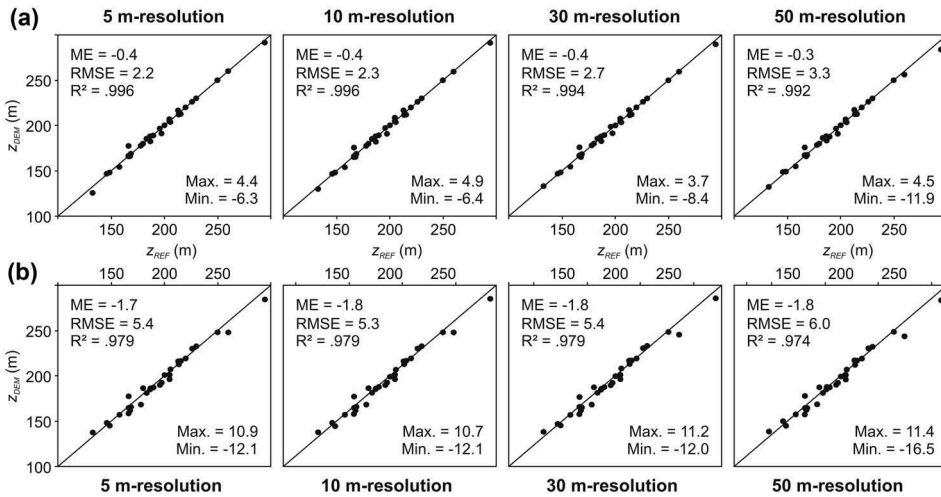 (a)
5 m-resolution
10 m-resolution
30 m-resolution
50 m-resolution
ME = -0.4
RMSE = 2.2
R² = .996
Max. = 4.4
Min. = -6.3
ME = -0.4
RMSE = 2.3
R² = .996
Max. = 4.9
Min. = -6.4
ME = -0.4
RMSE = 2.7
R² = .994
Max. = 3.7
Min. = -8.4
ME = -0.3
RMSE = 3.3
R² = .992
Max. = 4.5
Min. = -11.9
z_DEM (m)
250
200
150
100
150 200 250
150 200 250
150 200 250
150 200 250
z_REF (m)
z_REF (m)
z_REF (m)
z_REF (m)
(b)
150 200 250
150 200 250
150 200 250
150 200 250
ME = -1.7
RMSE = 5.4
R² = .979
Max. = 10.9
Min. = -12.1
ME = -1.8
RMSE = 5.3
R² = .979
Max. = 10.7
Min. = -12.1
ME = -1.8
RMSE = 5.4
R² = .979
Max. = 11.2
Min. = -12.0
ME = -1.8
RMSE = 6.0
R² = .974
Max. = 11.4
Min. = -16.5
z_DEM (m)
250
200
150
100
5 m-resolution
10 m-resolution
30 m-resolution
50 m-resolution